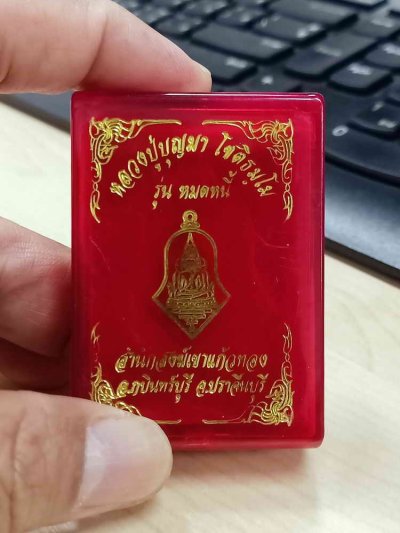 หลวงปู่บุญมา โชติธมฺโม
รุ่น หมดหนี้
สำนักสงฆ์เขาแก้วทอง
อ.กบินทร์บุรี จ.ปราจีนบุรี